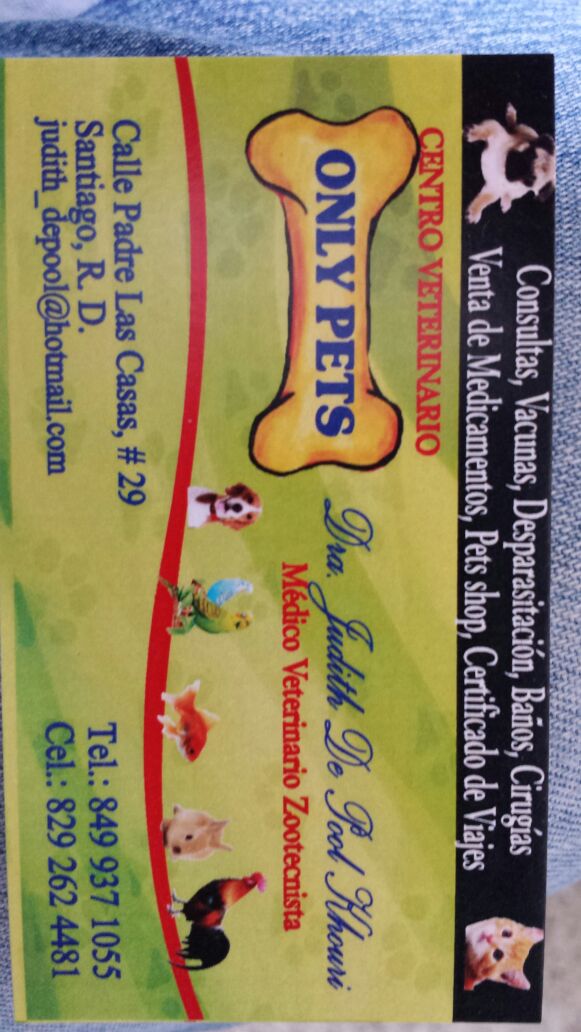 Consultas, Vacunas, Desparasitación, Baños, Cirugías
Venta de Medicamentos, Pets shop, Certificado de Viajes
CENTRO VETERINARIO
ONLY PETS
Dra. Judith De Pool Khouri
Médico Veterinario Zootecnista
Calle Padre Las Casas, # 29
Santiago, R. D.
judith_depool@hotmail.com
Tel.: 849 937 1055
Cel.: 829 262 4481